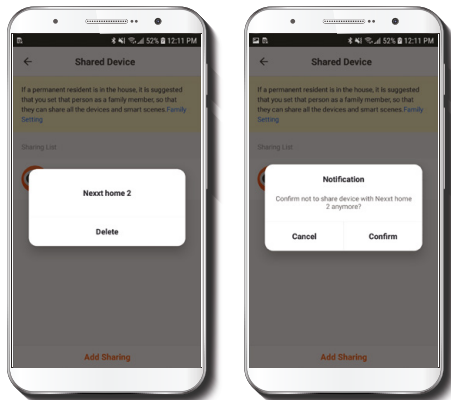 52% 12:11 PM
Shared Device
If a permanent resident is in the house, it is suggested
that you set that person as a family member, so that
they can share all the devices and smart scenes.Family
Setting
Sharing List
Nexxt home 2
Delete
Add Sharing
52% 12:11 PM
Shared Device
If a permanent resident is in the house, it is suggested
that you set that person as a family member, so that
they can share all the devices and smart scenes.Family
Setting
Sharing List
Notification
Confirm not to share device with Nexxt home
2 anymore?
Cancel Confirm
Add Sharing